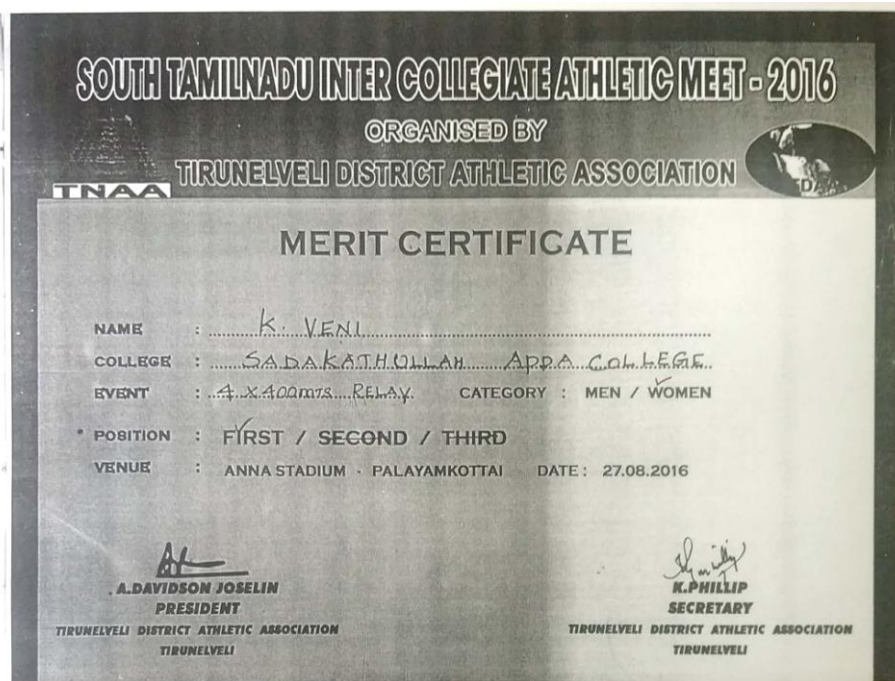 SOUTH TAMILNADU INTER COLLEGIATE ATHLETIC MEET - 2016
ORGANISED BY
TIRUNELVELI DISTRICT ATHLETIC ASSOCIATION
TNAA
MERIT CERTIFICATE
NAME : K. VENI
COLLEGE : SADAKATHULLAH APPA COLLEGE
EVENT : 4 X 400mts RELAY. CATEGORY : MEN / WOMEN
* POSITION : FIRST / SECOND / THIRD
VENUE : ANNA STADIUM - PALAYAMKOTTAI DATE : 27.08.2016
A.DAVIDSON JOSELIN
PRESIDENT
TIRUNELVELI DISTRICT ATHLETIC ASSOCIATION
TIRUNELVELI
K.PHILLIP
SECRETARY
TIRUNELVELI DISTRICT ATHLETIC ASSOCIATION
TIRUNELVELI